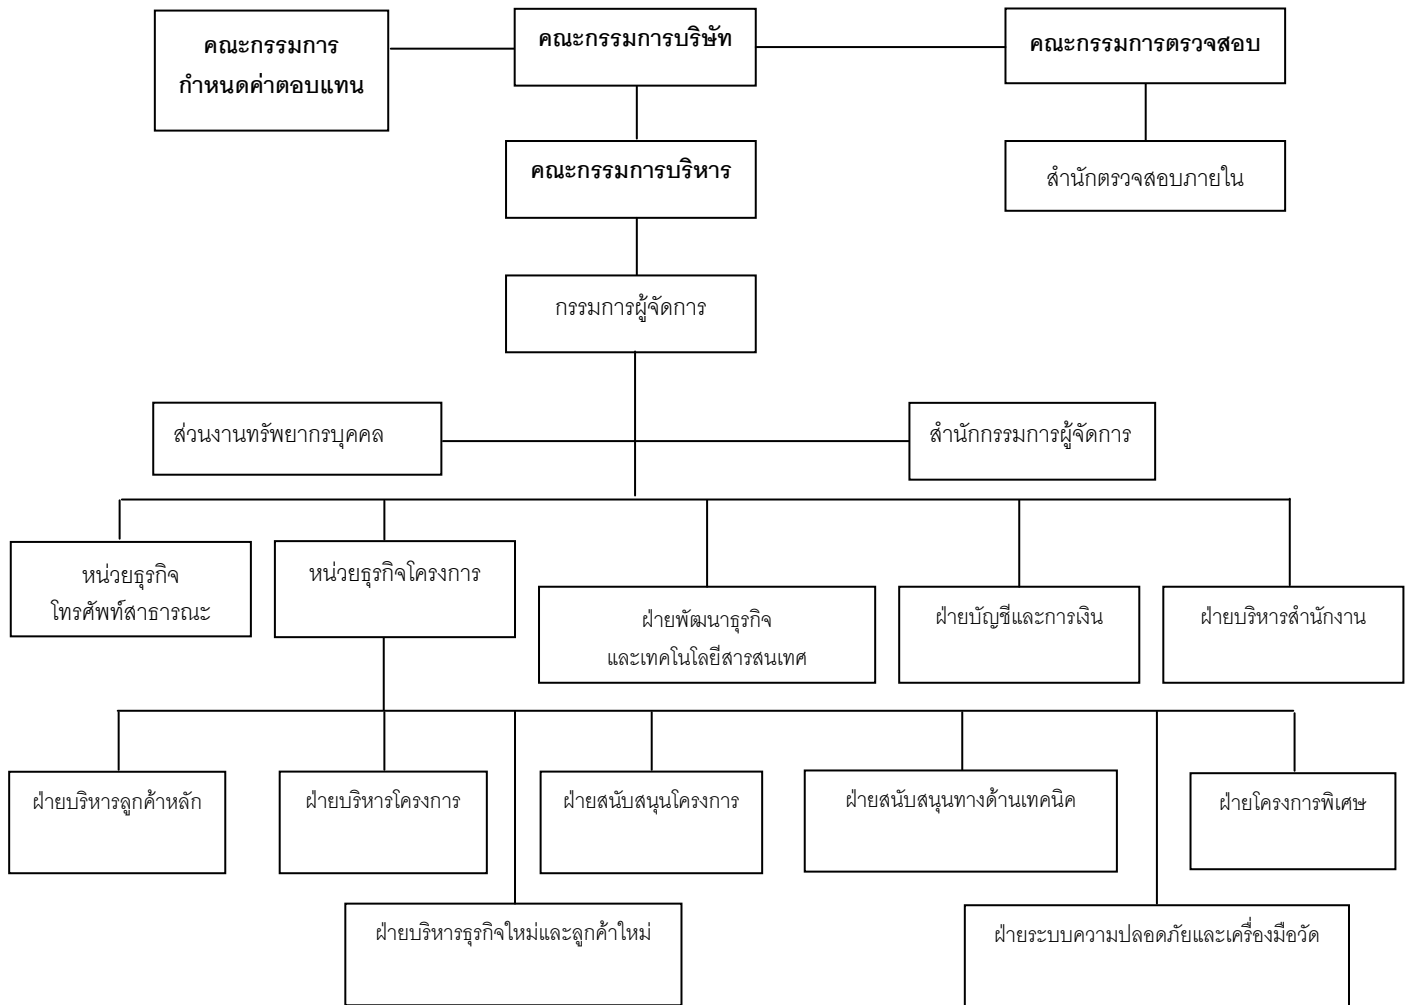 คณะกรรมการ
กำหนดค่าตอบแทน
คณะกรรมการบริษัท
คณะกรรมการตรวจสอบ
คณะกรรมการบริหาร
สำนักตรวจสอบภายใน
กรรมการผู้จัดการ
ส่วนงานทรัพยากรบุคคล
สำนักกรรมการผู้จัดการ
หน่วยธุรกิจ
โทรศัพท์สาธารณะ
หน่วยธุรกิจโครงการ
ฝ่ายพัฒนาธุรกิจ
และเทคโนโลยีสารสนเทศ
ฝ่ายบัญชีและการเงิน
ฝ่ายบริหารสำนักงาน
ฝ่ายบริหารลูกค้าหลัก
ฝ่ายบริหารโครงการ
ฝ่ายสนับสนุนโครงการ
ฝ่ายสนับสนุนทางด้านเทคนิค
ฝ่ายโครงการพิเศษ
ฝ่ายบริหารธุรกิจใหม่และลูกค้าใหม่
ฝ่ายระบบความปลอดภัยและเครื่องมือวัด